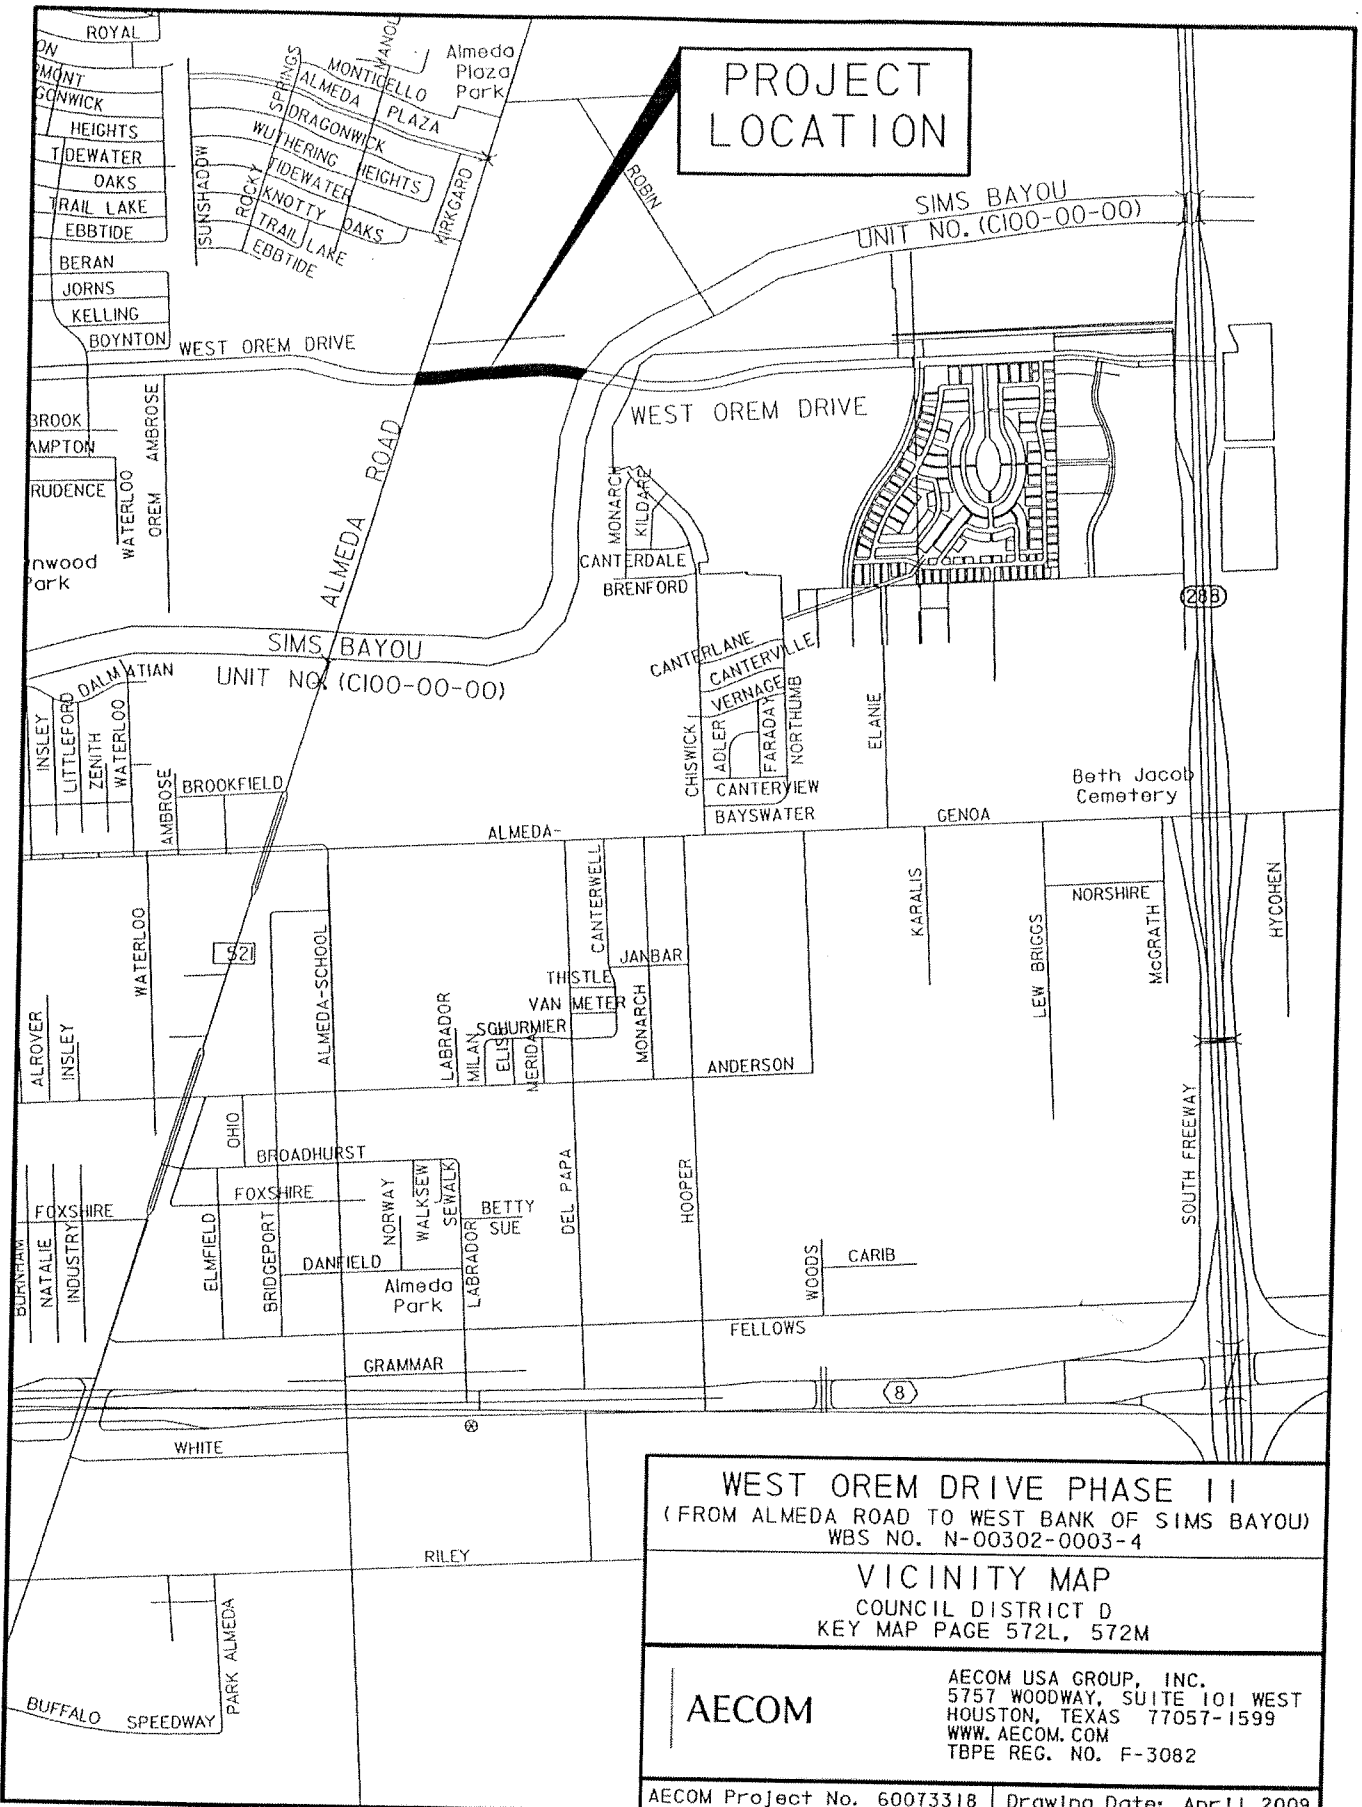 ROYAL
HEIGHTS
TIDEWATER
OAKS
TRAIL LAKE
EBBTIDE
BERAN
JORNS
KELLING
BOYNTON
SUNSHADOW
SPRINGS
ROCKY
MONTICELLO
ALMEDA PLAZA
DRAGONWICK
WUTHERING HEIGHTS
TIDEWATER
KNOTTY OAKS
TRAIL LAKE
EBBTIDE
KIRKGARD
Almeda
Plaza
Park
PROJECT
LOCATION
ROBIN
SIMS BAYOU
UNIT NO. (C100-00-00)
WEST OREM DRIVE
WEST OREM DRIVE
ALMEDA ROAD
WATERLOO
OREM
AMBROSE
Park
MONARCH
KILDARE
CANTERDALE
BRENFORD
288
SIMS BAYOU
UNIT NO. (C100-00-00)
DALMATIAN
INSLEY
LITTLEFORD
ZENITH
WATERLOO
AMBROSE
BROOKFIELD
CANTERLANE
CANTERVILLE
VERNAGE
CHISWICK
ADLER
FARADAY
NORTHUMB
CANTERVIEW
BAYSWATER
ELANIE
Beth Jacob
Cemetery
ALMEDA-
GENOA
WATERLOO
521
ALMEDA-SCHOOL
CANTERWELL
JANBAR
THISTLE
VAN METER
SCHURMIER
MONARCH
LABRADOR
MILAN
MERIDA
ANDERSON
KARALIS
LEW BRIGGS
NORSHIRE
McGRATH
HYCOHEN
ALROVER
INSLEY
OHIO
BROADHURST
FOXSHIRE
FOXSHIRE
BURNHAM
NATALIE
INDUSTRY
ELMFIELD
BRIDGEPORT
DANFIELD
NORWAY
WALKSEW
SEWALK
LABRADOR
BETTY
SUE
Almeda
Park
DEL PAPA
HOOPER
WOODS
CARIB
SOUTH FREEWAY
FELLOWS
GRAMMAR
8
WHITE
RILEY
PARK ALMEDA
BUFFALO SPEEDWAY
WEST OREM DRIVE PHASE II
(FROM ALMEDA ROAD TO WEST BANK OF SIMS BAYOU)
WBS NO. N-00302-0003-4
VICINITY MAP
COUNCIL DISTRICT D
KEY MAP PAGE 572L, 572M
AECOM
AECOM USA GROUP, INC.
5757 WOODWAY, SUITE 101 WEST
HOUSTON, TEXAS 77057-1599
WWW.AECOM.COM
TBPE REG. NO. F-3082
AECOM Project No. 60073318
Drawing Date: April 2009